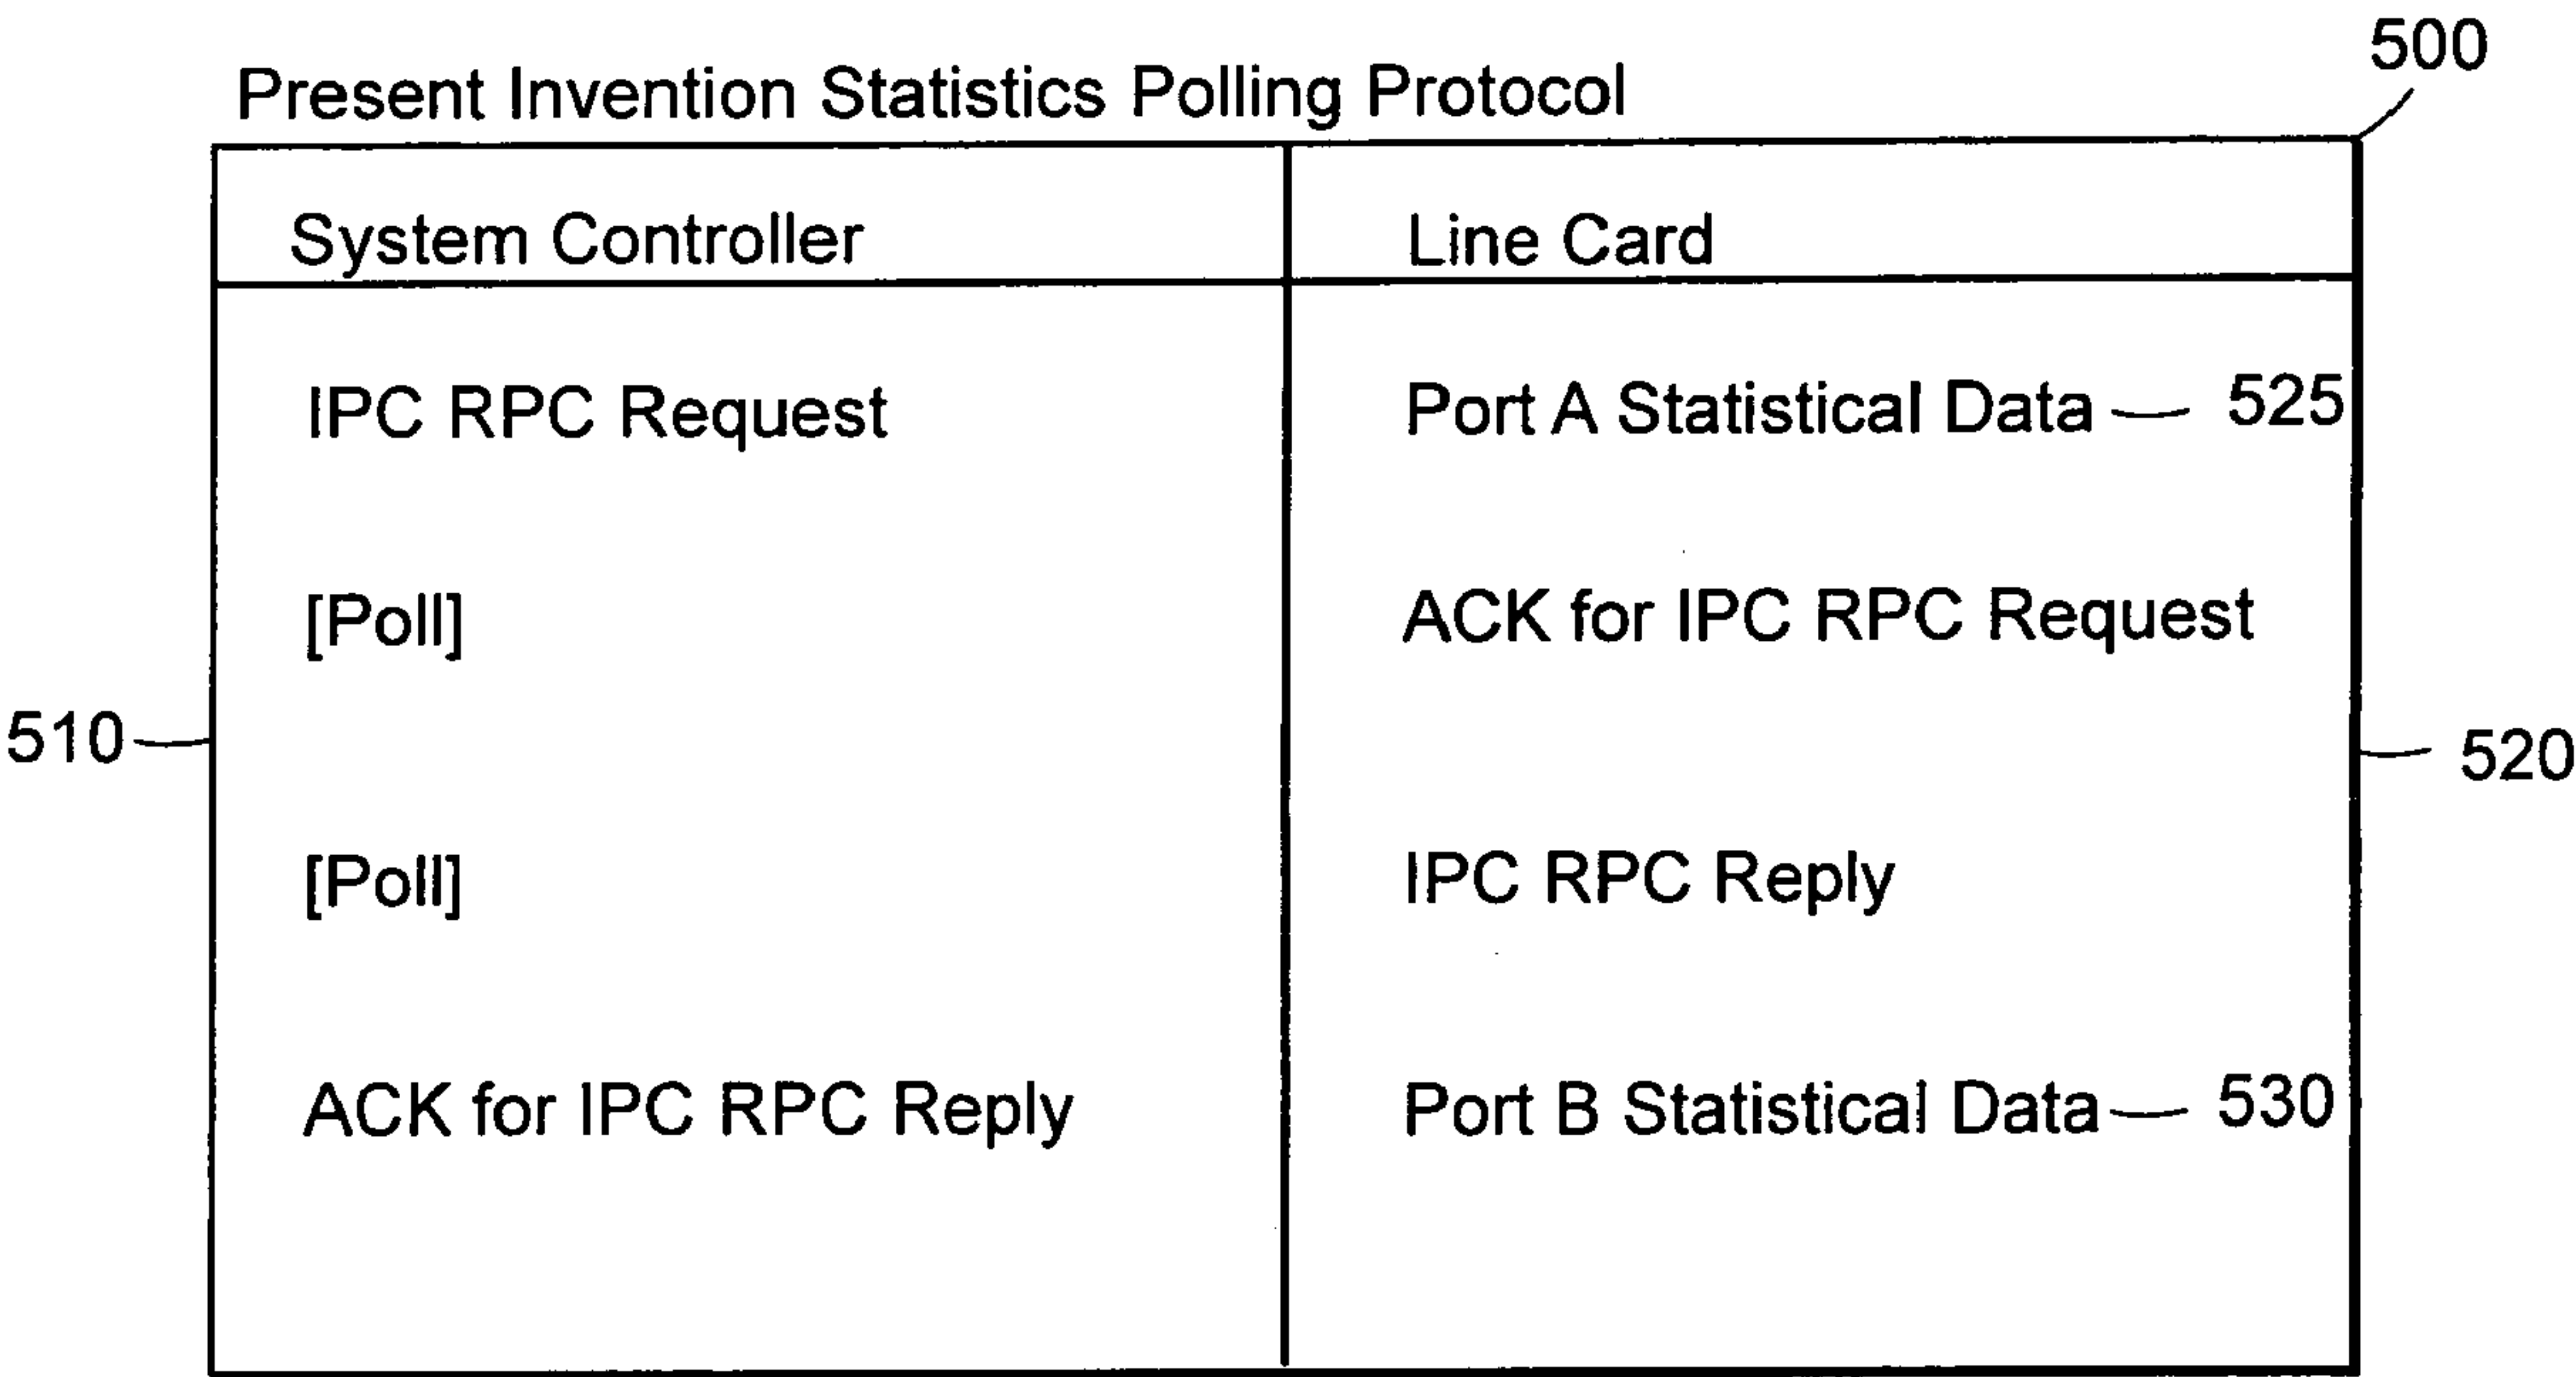 500
Present Invention Statistics Polling Protocol
System Controller
Line Card
IPC RPC Request
Port A Statistical Data 525
[Poll]
ACK for IPC RPC Request
510
520
[Poll]
IPC RPC Reply
ACK for IPC RPC Reply
Port B Statistical Data 530